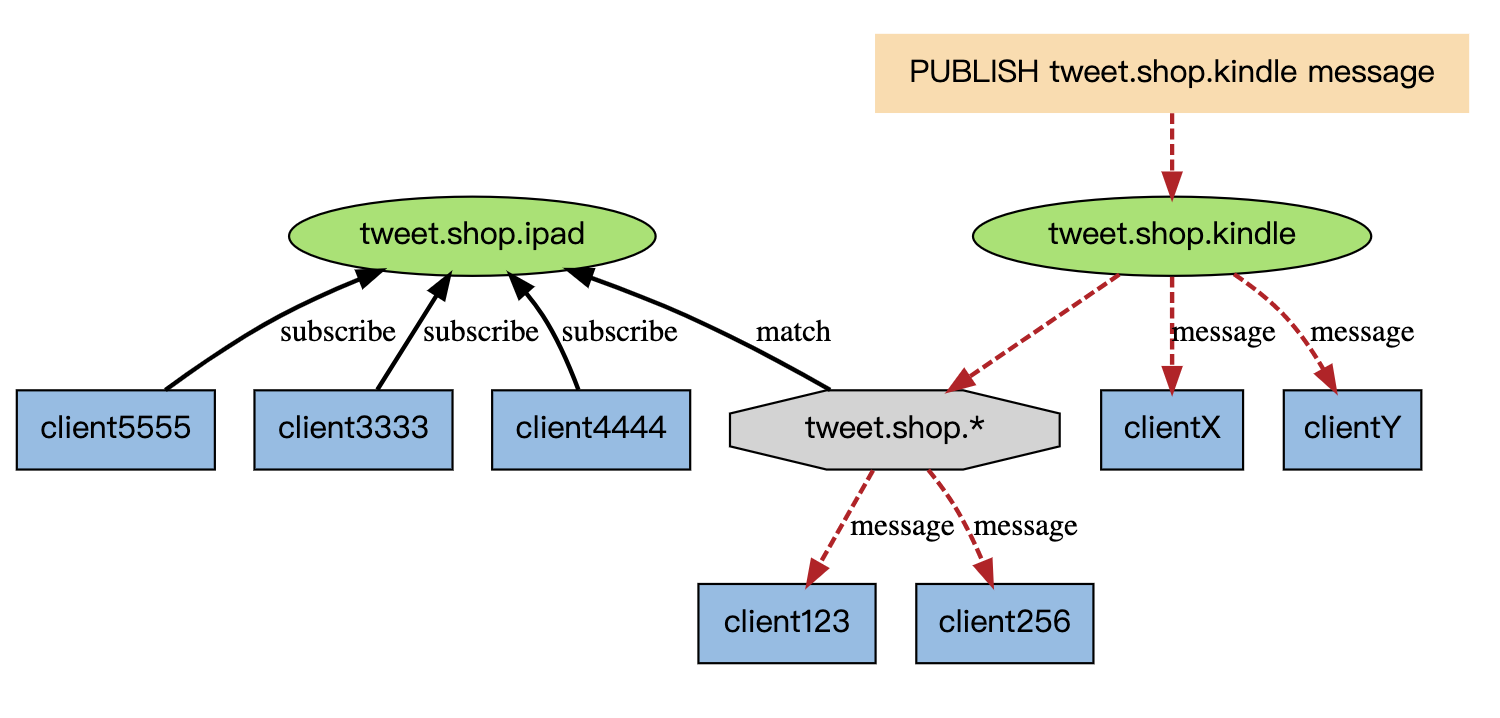 PUBLISH tweet.shop.kindle message
tweet.shop.ipad
tweet.shop.kindle
subscribe
subscribe
subscribe
match
message
message
client5555
client3333
client4444
tweet.shop.*
clientX
clientY
message
message
client123
client256